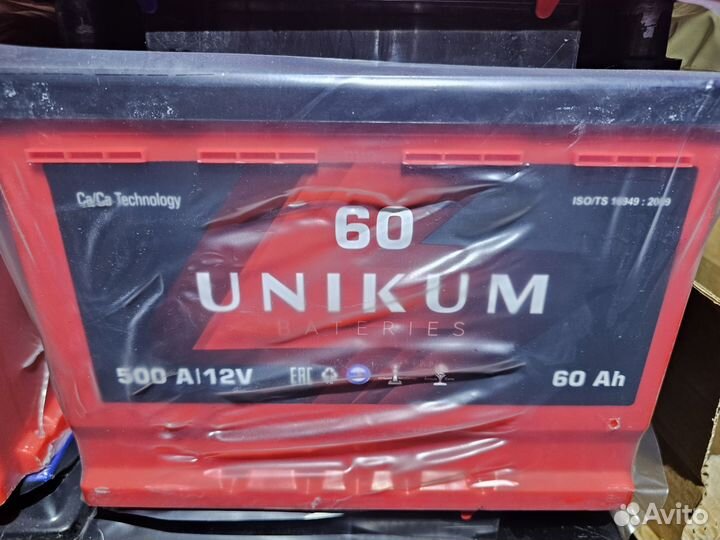 Ca/Ca Technology
ISO/TS 16949 : 2009
60
UNIKUM
BATERIES
500 A|12V
EAC
60 Ah
Avito